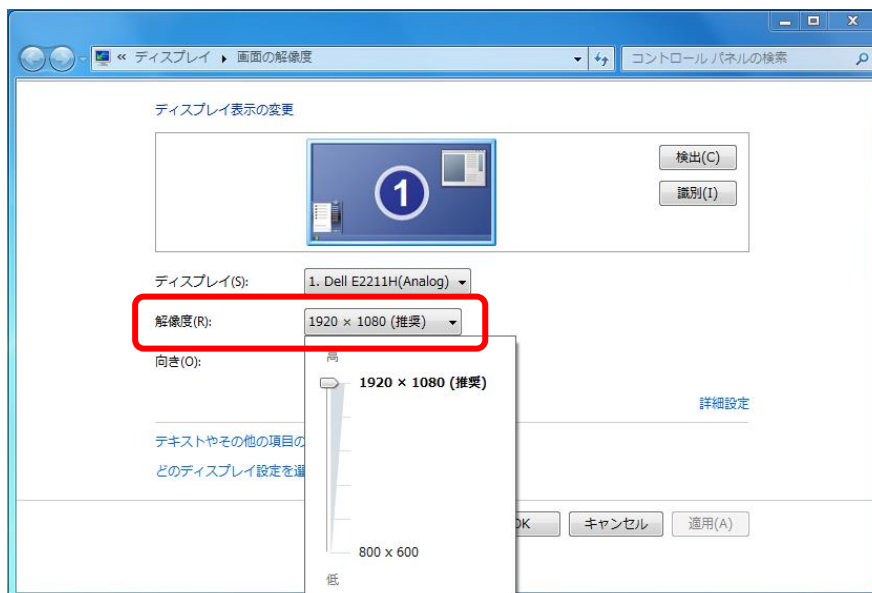 « ディスプレイ ▸ 画面の解像度
コントロール パネルの検索
ディスプレイ表示の変更
1
検出(C)
識別(I)
ディスプレイ(S):
1. Dell E2211H(Analog)
解像度(R):
1920 × 1080 (推奨)
高
向き(O):
1920 × 1080 (推奨)
詳細設定
テキストやその他の項目の
どのディスプレイ設定を選
OK
キャンセル
適用(A)
800 x 600
低